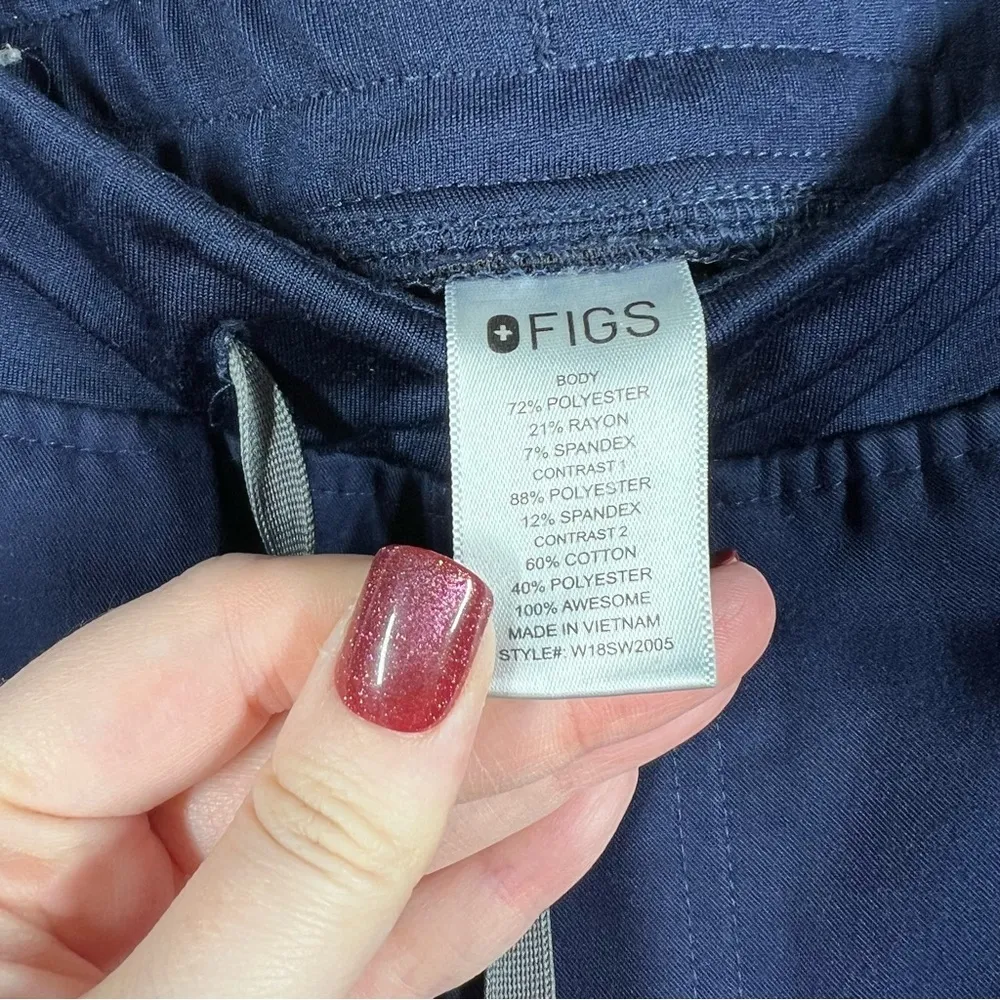 FIGS
BODY
72% POLYESTER
21% RAYON
7% SPANDEX
CONTRAST 1
88% POLYESTER
12% SPANDEX
CONTRAST 2
60% COTTON
40% POLYESTER
100% AWESOME
MADE IN VIETNAM
STYLE#: W18SW2005